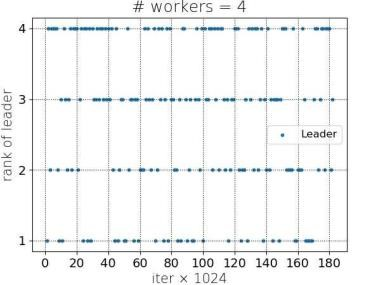 # workers = 4
rank of leader
4
3
2
1
Leader
0 20 40 60 80 100 120 140 160 180
iter × 1024